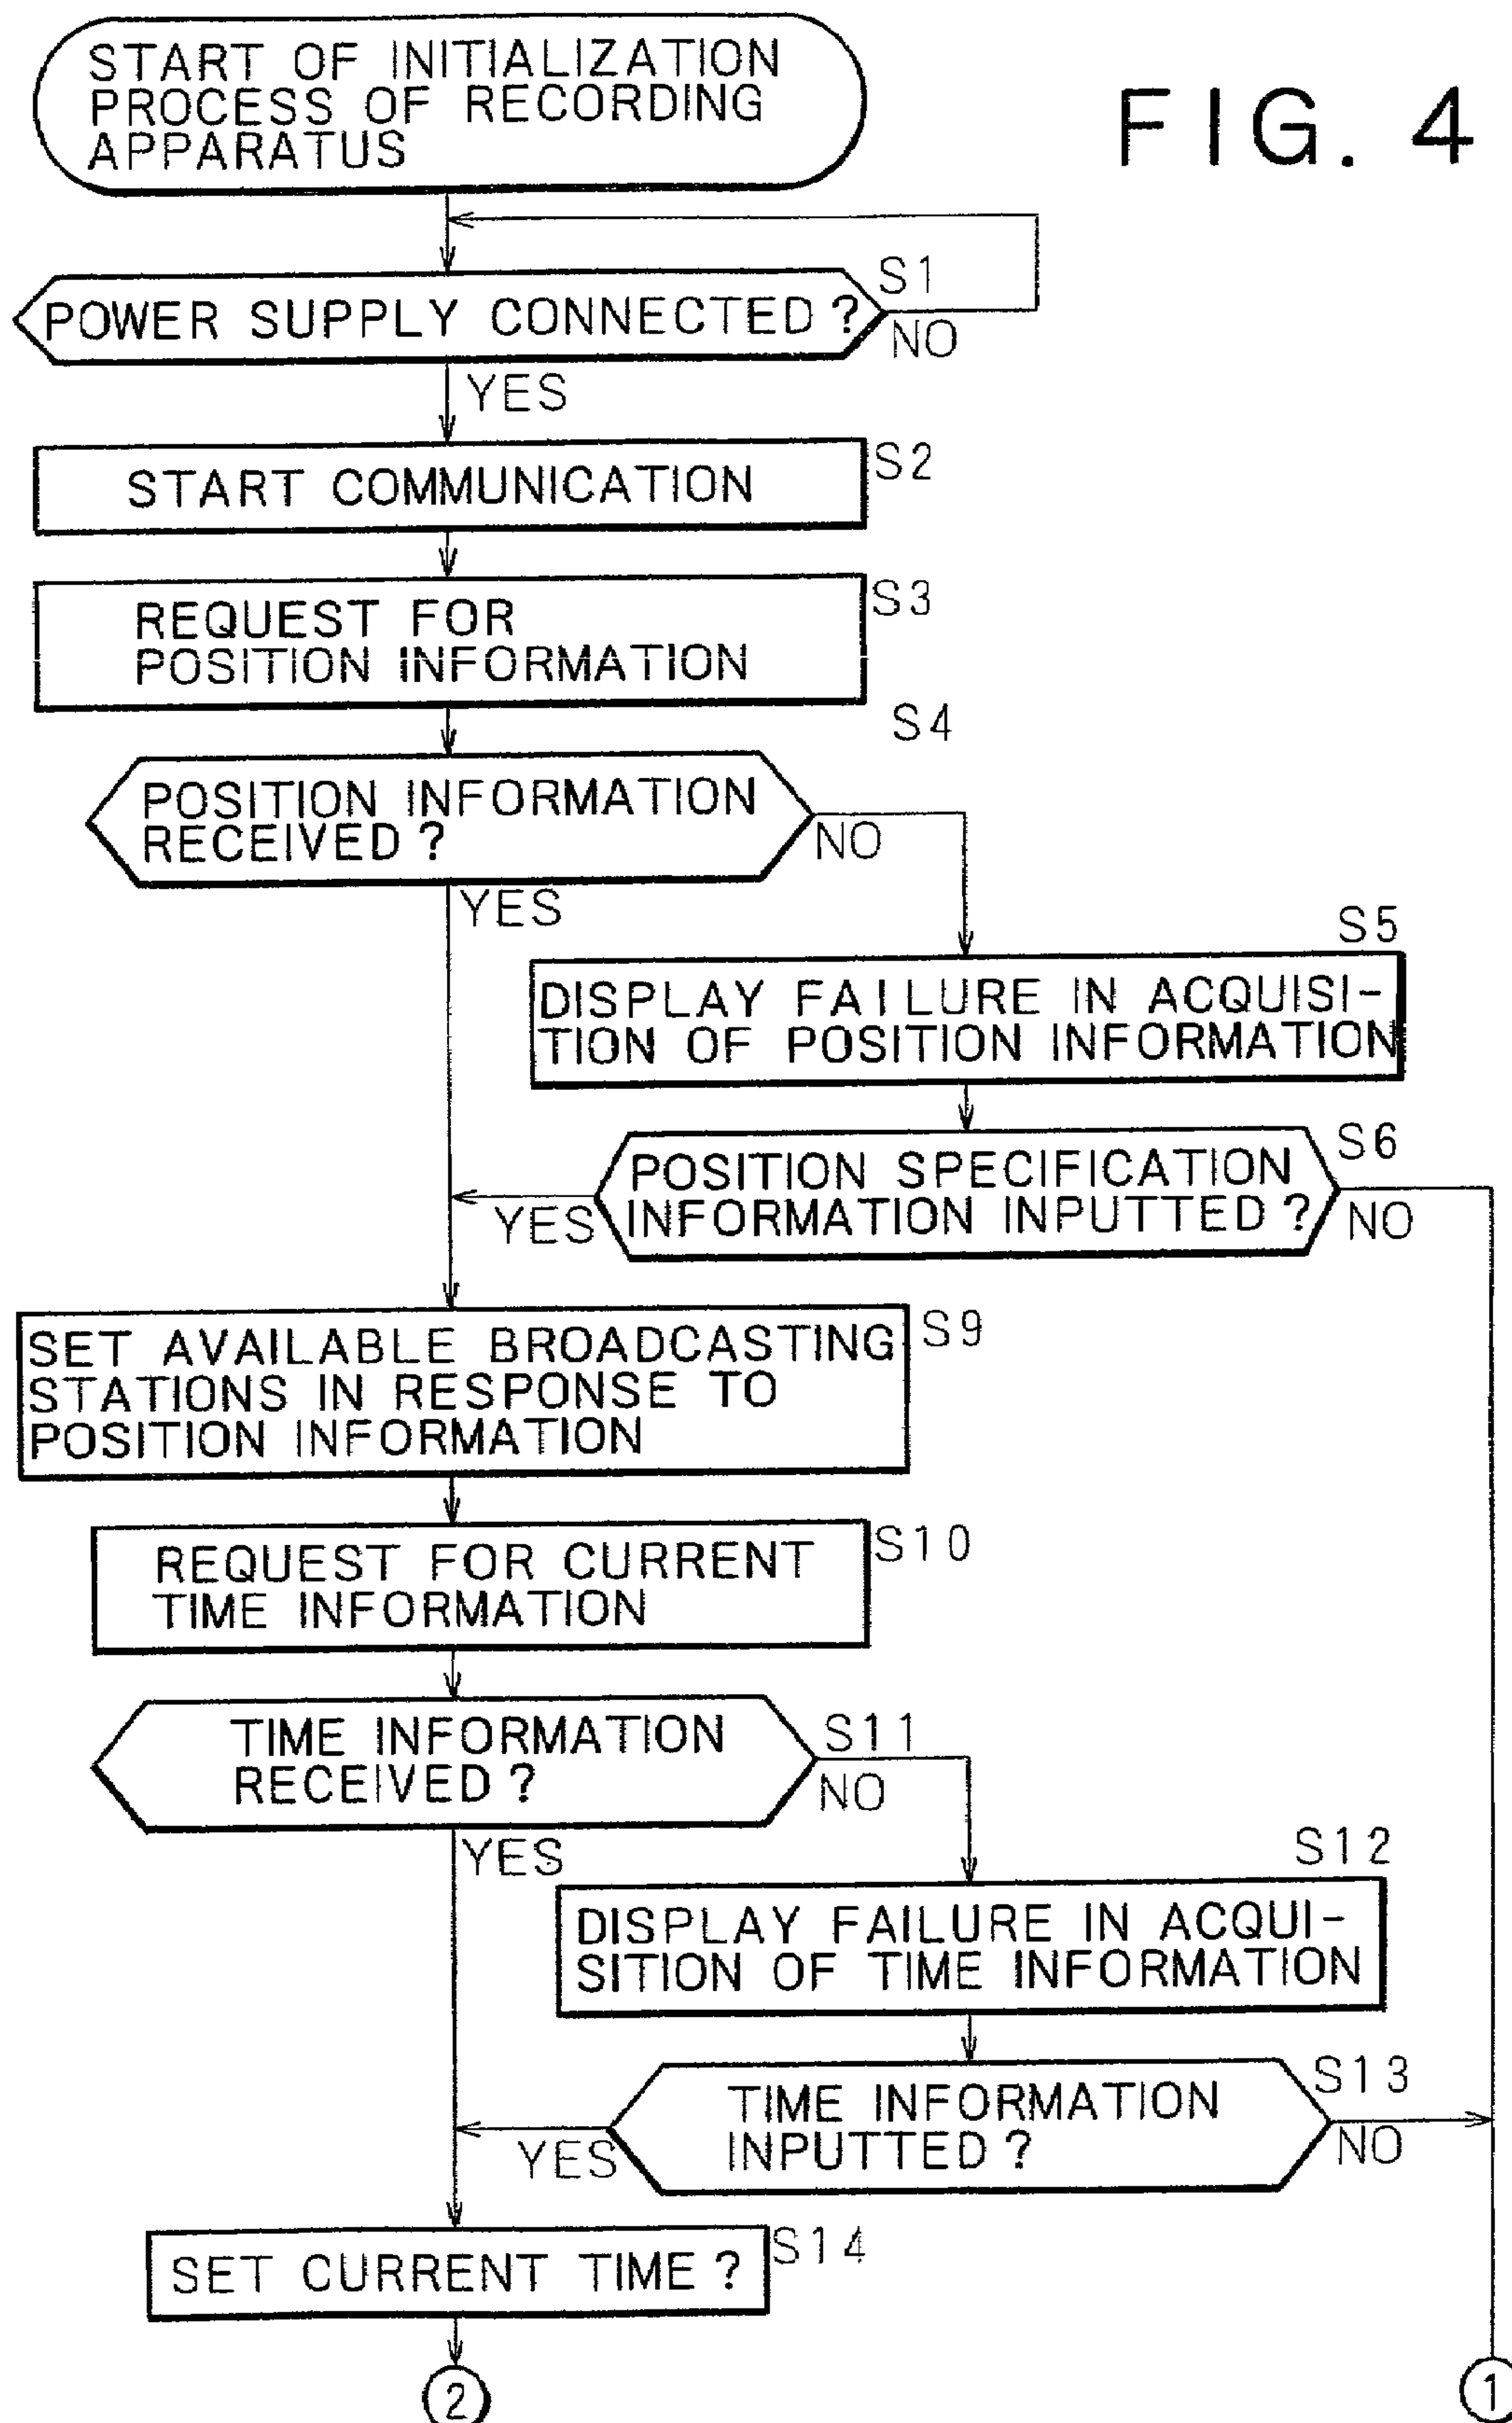 START OF INITIALIZATION
PROCESS OF RECORDING
APPARATUS
FIG. 4
S1
POWER SUPPLY CONNECTED ?
NO
YES
S2
START COMMUNICATION
S3
REQUEST FOR
POSITION INFORMATION
S4
POSITION INFORMATION
RECEIVED ?
NO
YES
S5
DISPLAY FAILURE IN ACQUISI-
TION OF POSITION INFORMATION
S6
POSITION SPECIFICATION
INFORMATION INPUTTED ?
YES
NO
S9
SET AVAILABLE BROADCASTING
STATIONS IN RESPONSE TO
POSITION INFORMATION
S10
REQUEST FOR CURRENT
TIME INFORMATION
S11
TIME INFORMATION
RECEIVED ?
NO
YES
S12
DISPLAY FAILURE IN ACQUI-
SITION OF TIME INFORMATION
S13
TIME INFORMATION
INPUTTED ?
YES
NO
S14
SET CURRENT TIME ?
2
1